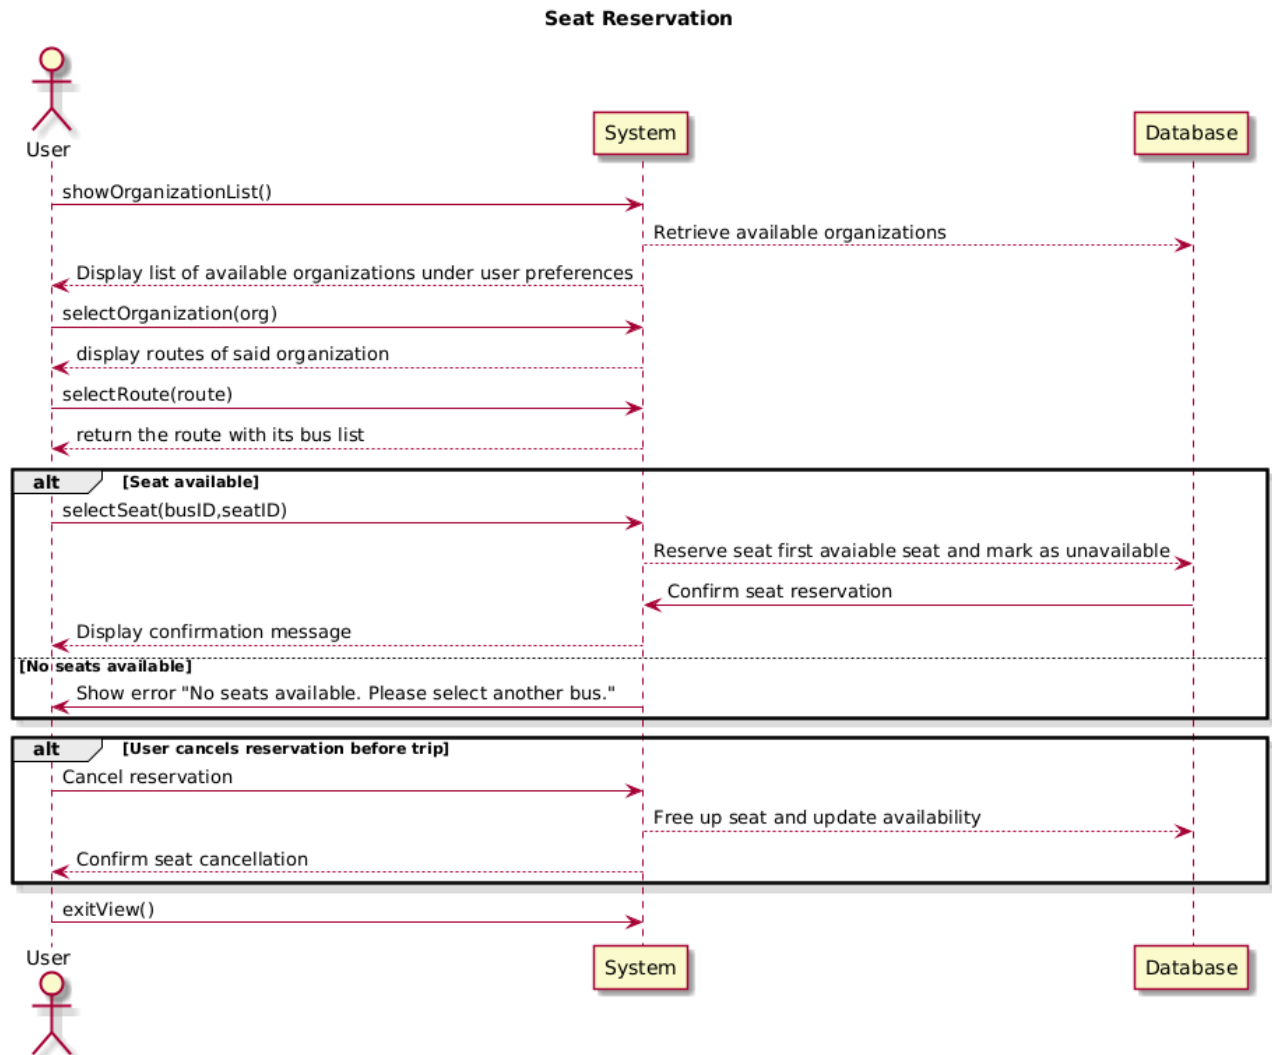 Seat Reservation
User
System
Database
showOrganizationList()
Retrieve available organizations
Display list of available organizations under user preferences
selectOrganization(org)
display routes of said organization
selectRoute(route)
return the route with its bus list
alt [Seat available]
selectSeat(busID,seatID)
Reserve seat first avaiable seat and mark as unavailable
Confirm seat reservation
Display confirmation message
[No seats available]
Show error "No seats available. Please select another bus."
alt [User cancels reservation before trip]
Cancel reservation
Free up seat and update availability
Confirm seat cancellation
exitView()
User
System
Database